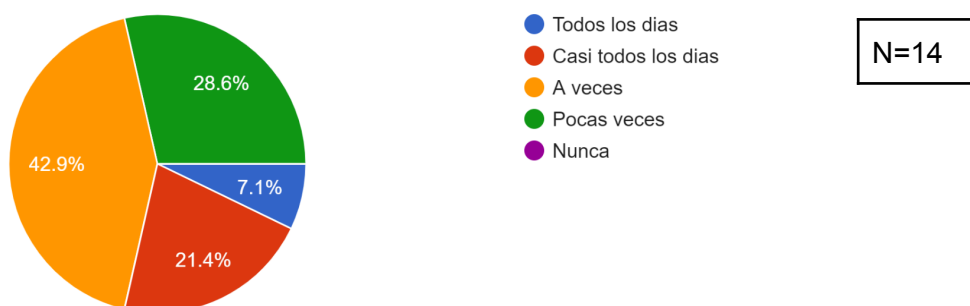 Todos los dias
Casi todos los dias
A veces
Pocas veces
Nunca
N=14
28.6%
42.9%
7.1%
21.4%